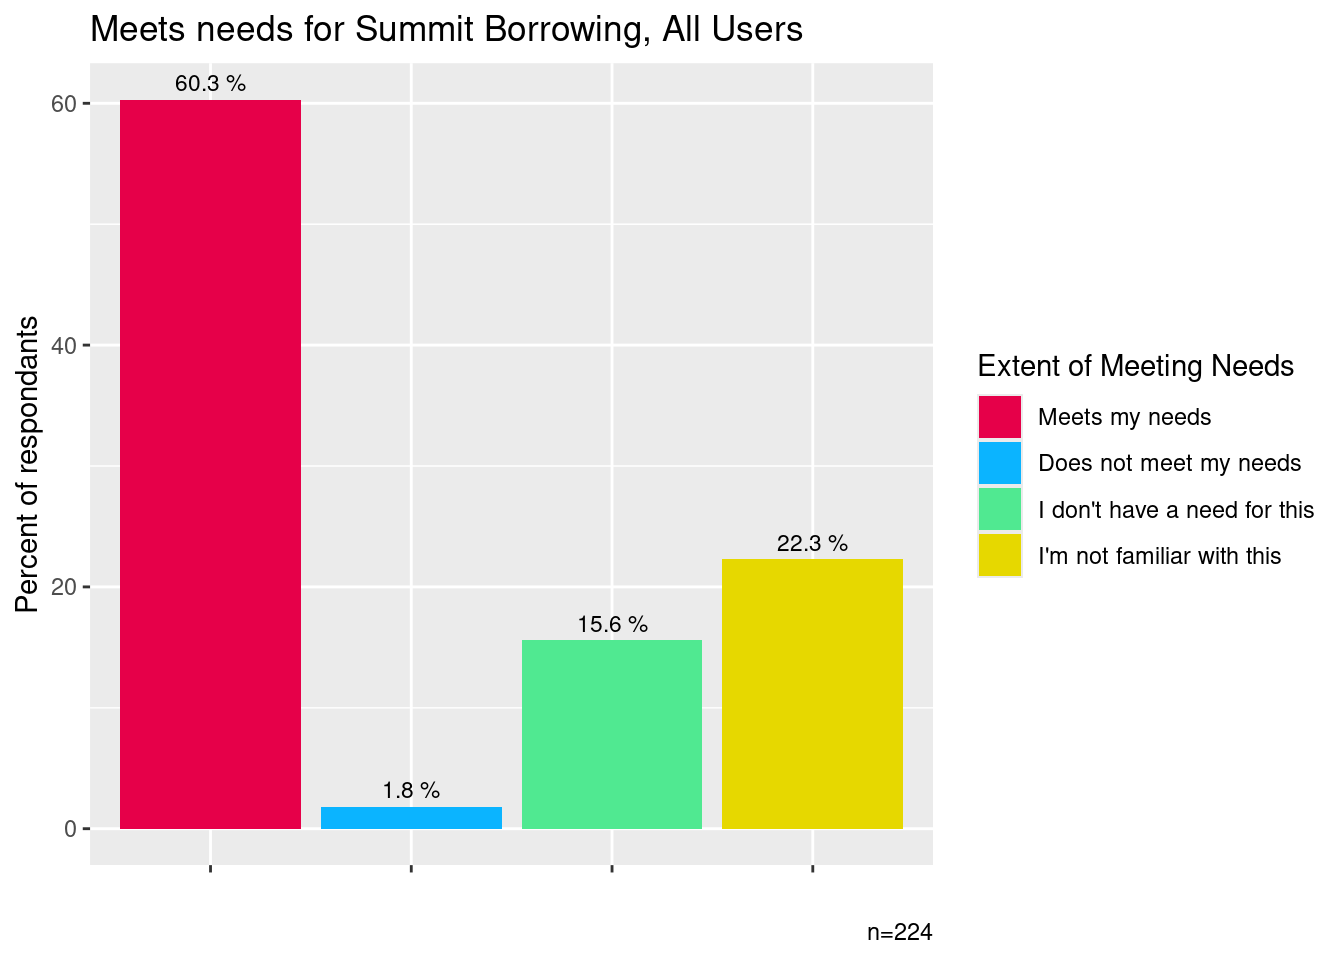 Meets needs for Summit Borrowing, All Users
60.3 %
1.8 %
15.6 %
22.3 %
60
40
20
0
Percent of respondants
Extent of Meeting Needs
Meets my needs
Does not meet my needs
I don't have a need for this
I'm not familiar with this
n=224